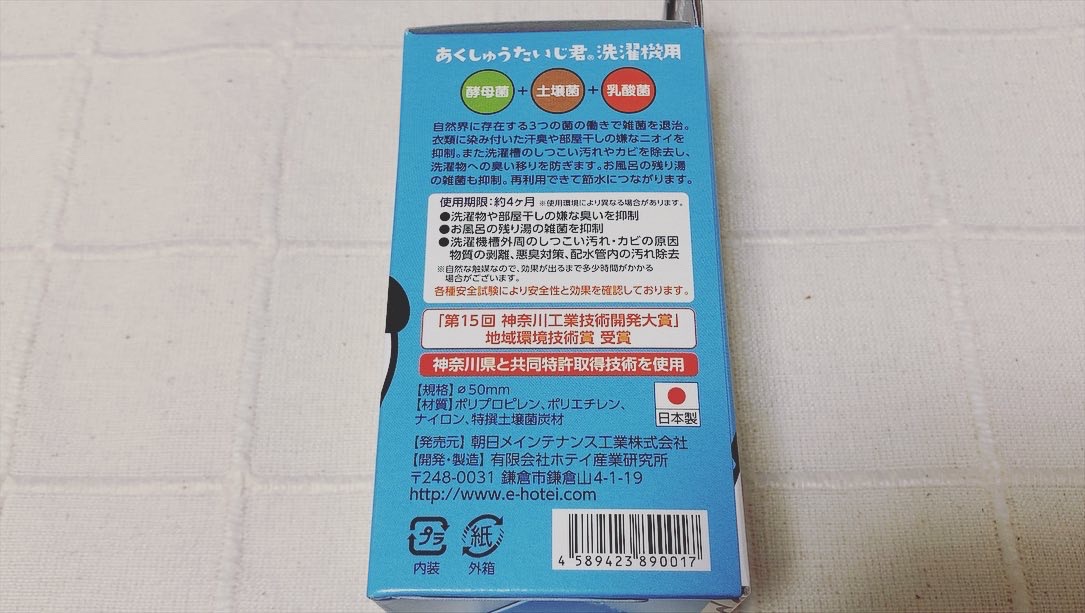 あくしゅうたいじ君® 洗濯機用
酵母菌 + 土壌菌 + 乳酸菌
自然界に存在する3つの菌の働きで雑菌を退治。
衣類に染み付いた汗臭や部屋干しの嫌なニオイを
抑制。また洗濯槽のしつこい汚れやカビを除去し、
洗濯物への臭い移りを防ぎます。お風呂の残り湯
の雑菌も抑制。再利用できて節水につながります。
使用期限：約4ヶ月 ※使用環境により異なる場合があります。
●洗濯物や部屋干しの嫌な臭いを抑制
●お風呂の残り湯の雑菌を抑制
●洗濯機槽外周のしつこい汚れ・カビの原因
物質の剥離、悪臭対策、配水管内の汚れ除去
※自然な触媒なので、効果が出るまで多少時間がかかる
場合がございます。
各種安全試験により安全性と効果を確認しております。
「第15回 神奈川工業技術開発大賞」
地域環境技術賞 受賞
神奈川県と共同特許取得技術を使用
【規格】ø50mm
【材質】ポリプロピレン、ポリエチレン、
ナイロン、特撰土壌菌炭材
日本製
【発売元】朝日メインテナンス工業株式会社
【開発・製造】有限会社ホテイ産業研究所
〒248-0031 鎌倉市鎌倉山4-1-19
http://www.e-hotei.com
プラ
内装
紙
外箱
4 589423 890017